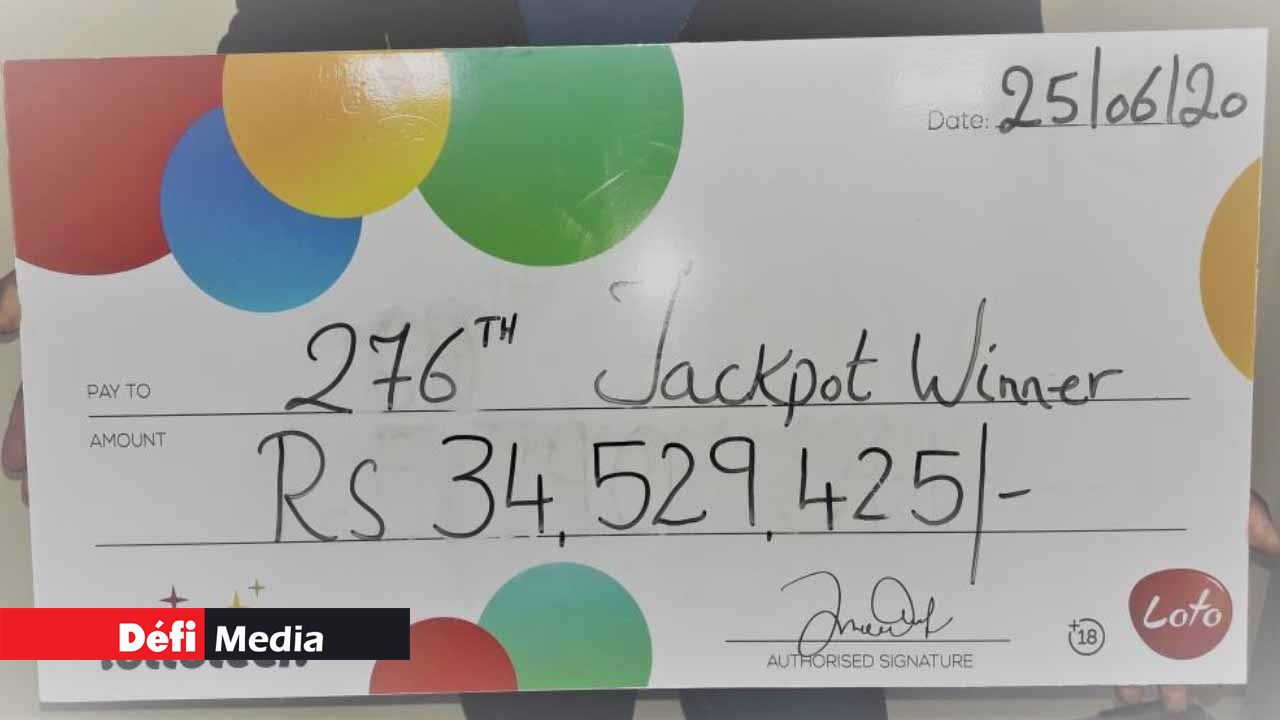 Date: 25/06/20
PAY TO 276TH Jackpot Winner
AMOUNT Rs 34,529,425/-
AUTHORISED SIGNATURE
+18
Loto
Défi Media